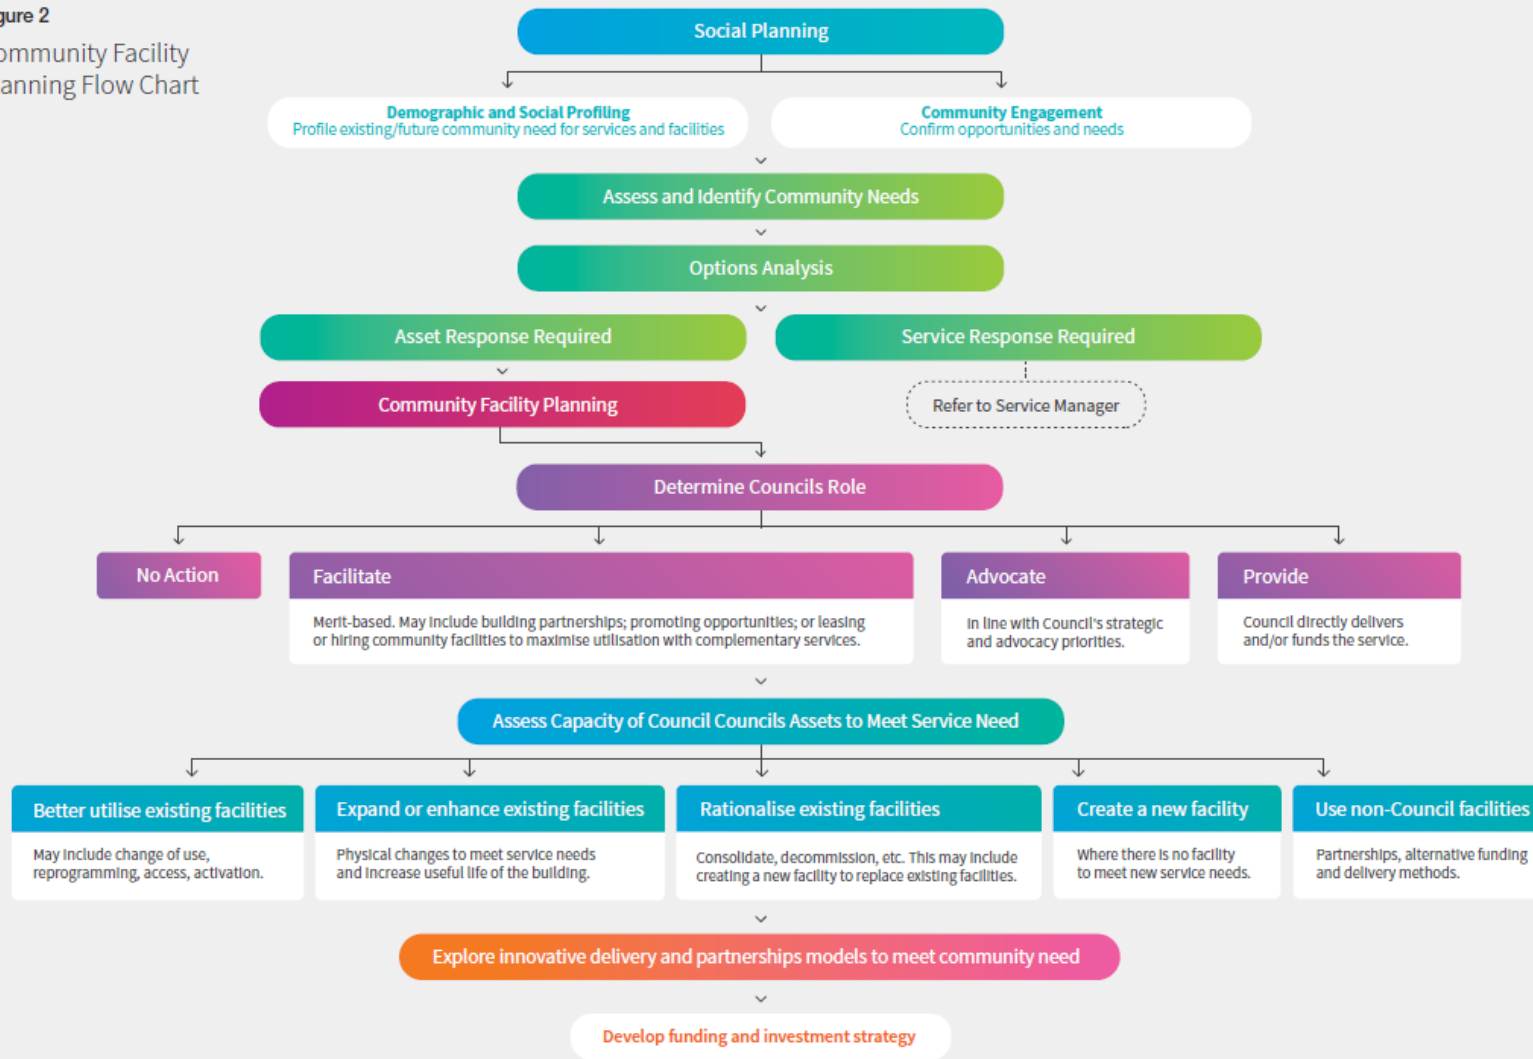 gure 2
ommunity Facility
anning Flow Chart
Social Planning
Demographic and Social Profiling
Profile existing/future community need for services and facilities
Community Engagement
Confirm opportunities and needs
Assess and Identify Community Needs
Options Analysis
Asset Response Required
Service Response Required
Community Facility Planning
Refer to Service Manager
Determine Councils Role
No Action
Facilitate
Merit-based. May include building partnerships; promoting opportunities; or leasing
or hiring community facilities to maximise utilisation with complementary services.
Advocate
In line with Council's strategic
and advocacy priorities.
Provide
Council directly delivers
and/or funds the service.
Assess Capacity of Council Councils Assets to Meet Service Need
Better utilise existing facilities
May include change of use,
reprogramming, access, activation.
Expand or enhance existing facilities
Physical changes to meet service needs
and increase useful life of the building.
Rationalise existing facilities
Consolidate, decommission, etc. This may include
creating a new facility to replace existing facilities.
Create a new facility
Where there is no facility
to meet new service needs.
Use non-Council facilities
Partnerships, alternative funding
and delivery methods.
Explore innovative delivery and partnerships models to meet community need
Develop funding and investment strategy